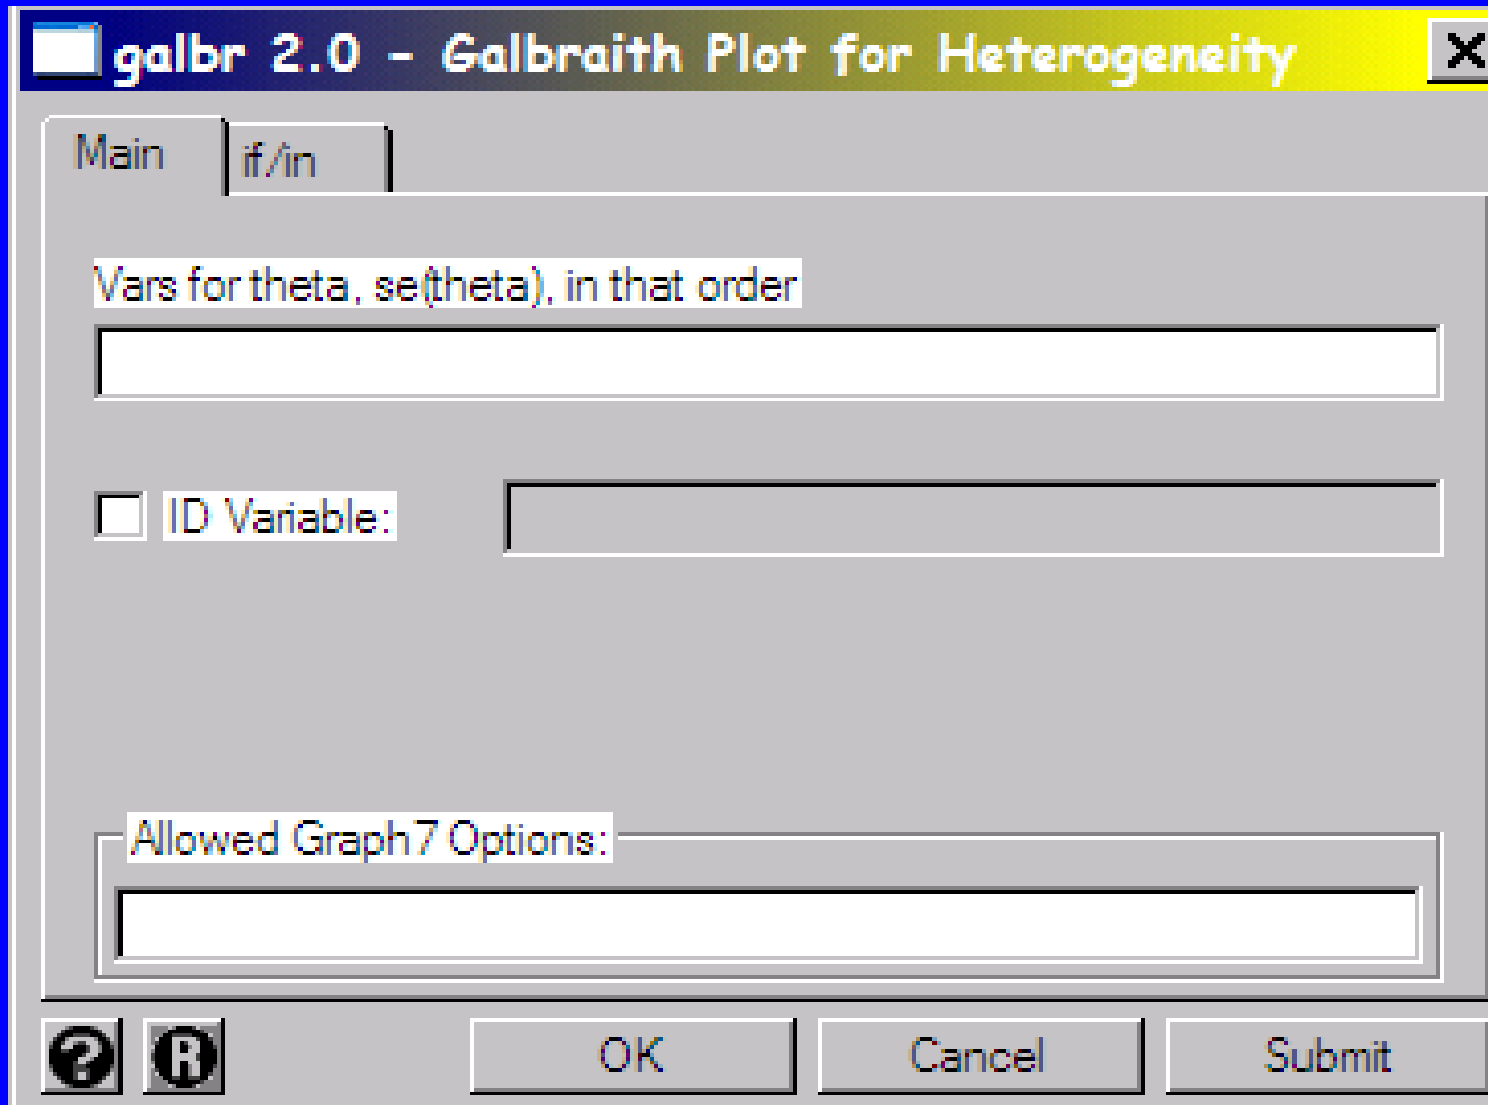 galbr 2.0 - Galbraith Plot for Heterogeneity
Main
if/in
Vars for theta, se(theta), in that order
ID Variable:
Allowed Graph7 Options:
? R
OK
Cancel
Submit